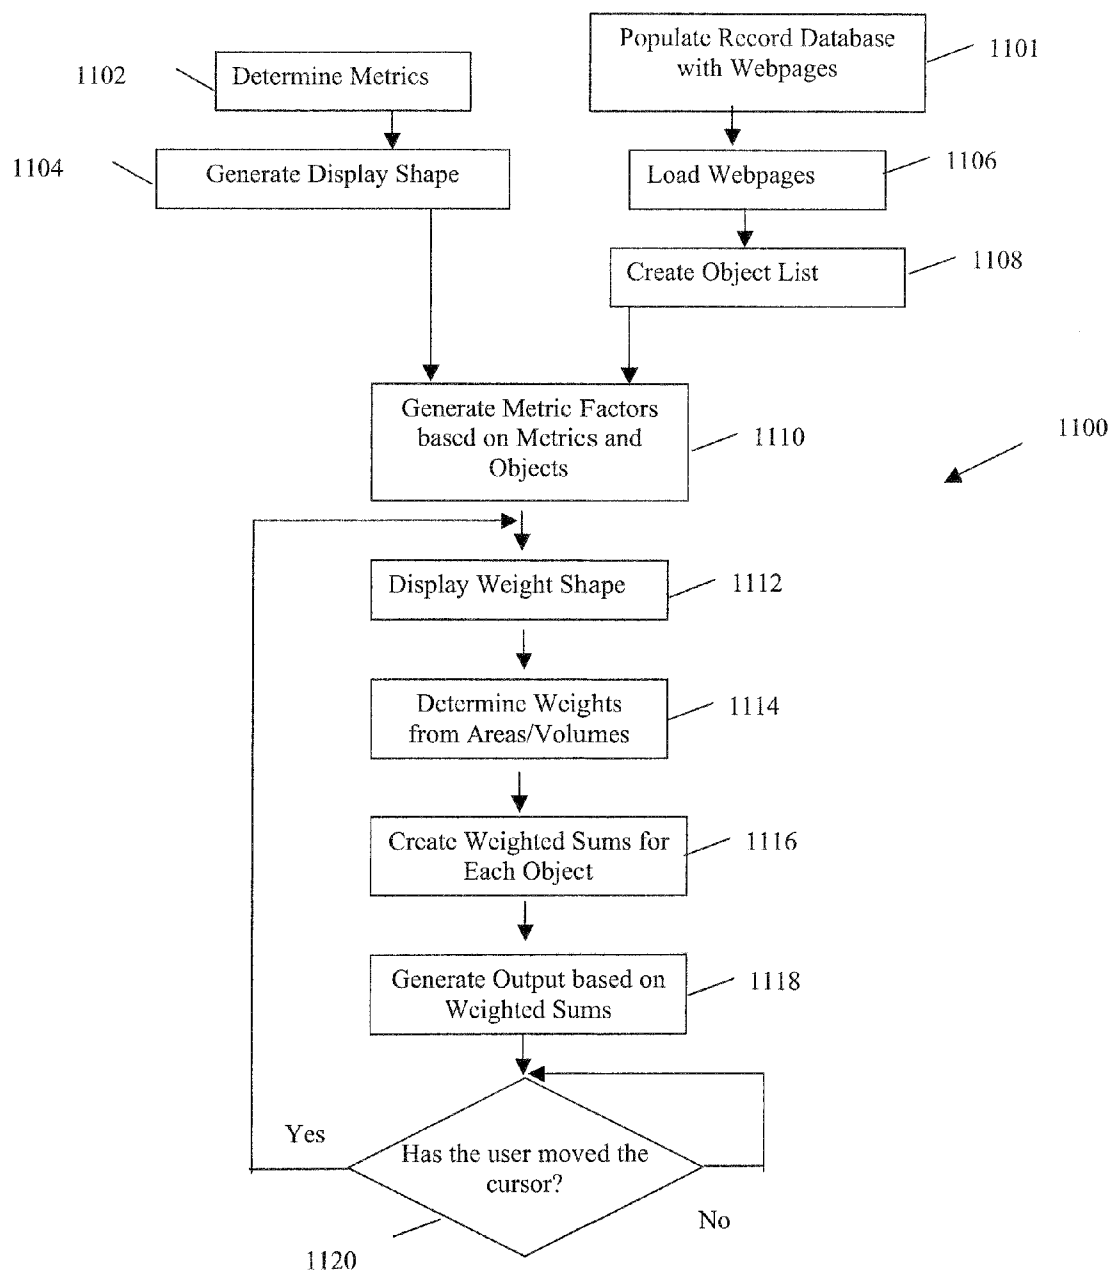 Populate Record Database
with Webpages
1101
1102
Determine Metrics
1104
Generate Display Shape
Load Webpages
1106
Create Object List
1108
Generate Metric Factors
based on Metrics and
Objects
1110
1100
Display Weight Shape
1112
Determine Weights
from Areas/Volumes
1114
Create Weighted Sums for
Each Object
1116
Generate Output based on
Weighted Sums
1118
Yes
Has the user moved the
cursor?
No
1120